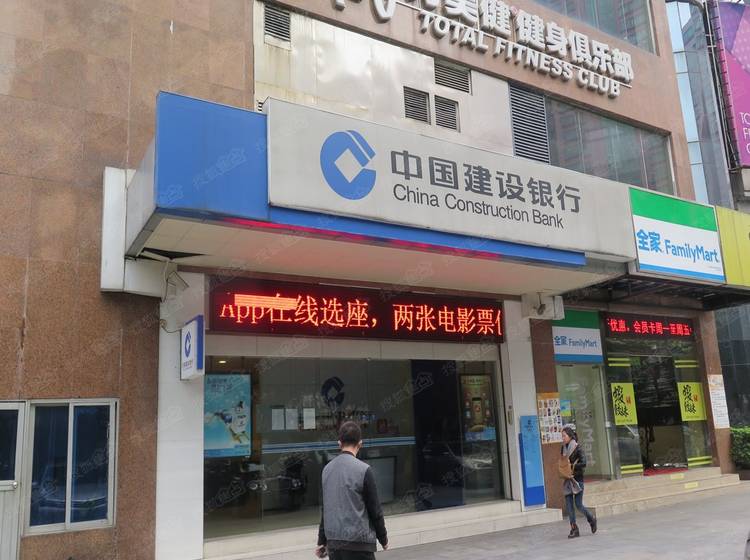 美健健身俱乐部
TOTAL FITNESS CLUB
中国建设银行
China Construction Bank
全家 FamilyMart
App在线选座,两张电影票
优惠,会员卡周一至周五
全家 FamilyMart